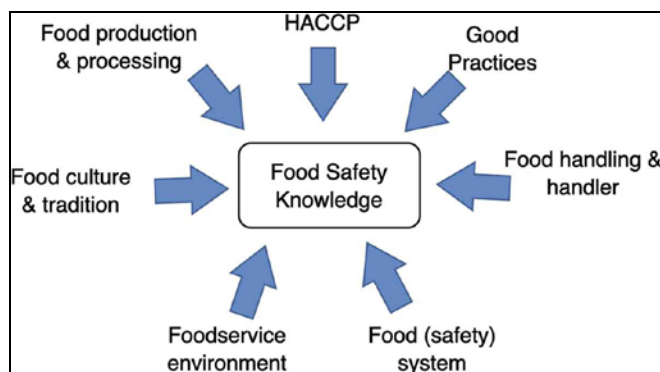 HACCP
Food production
& processing
Good
Practices
Food culture
& tradition
Food Safety
Knowledge
Food handling &
handler
Foodservice
environment
Food (safety)
system